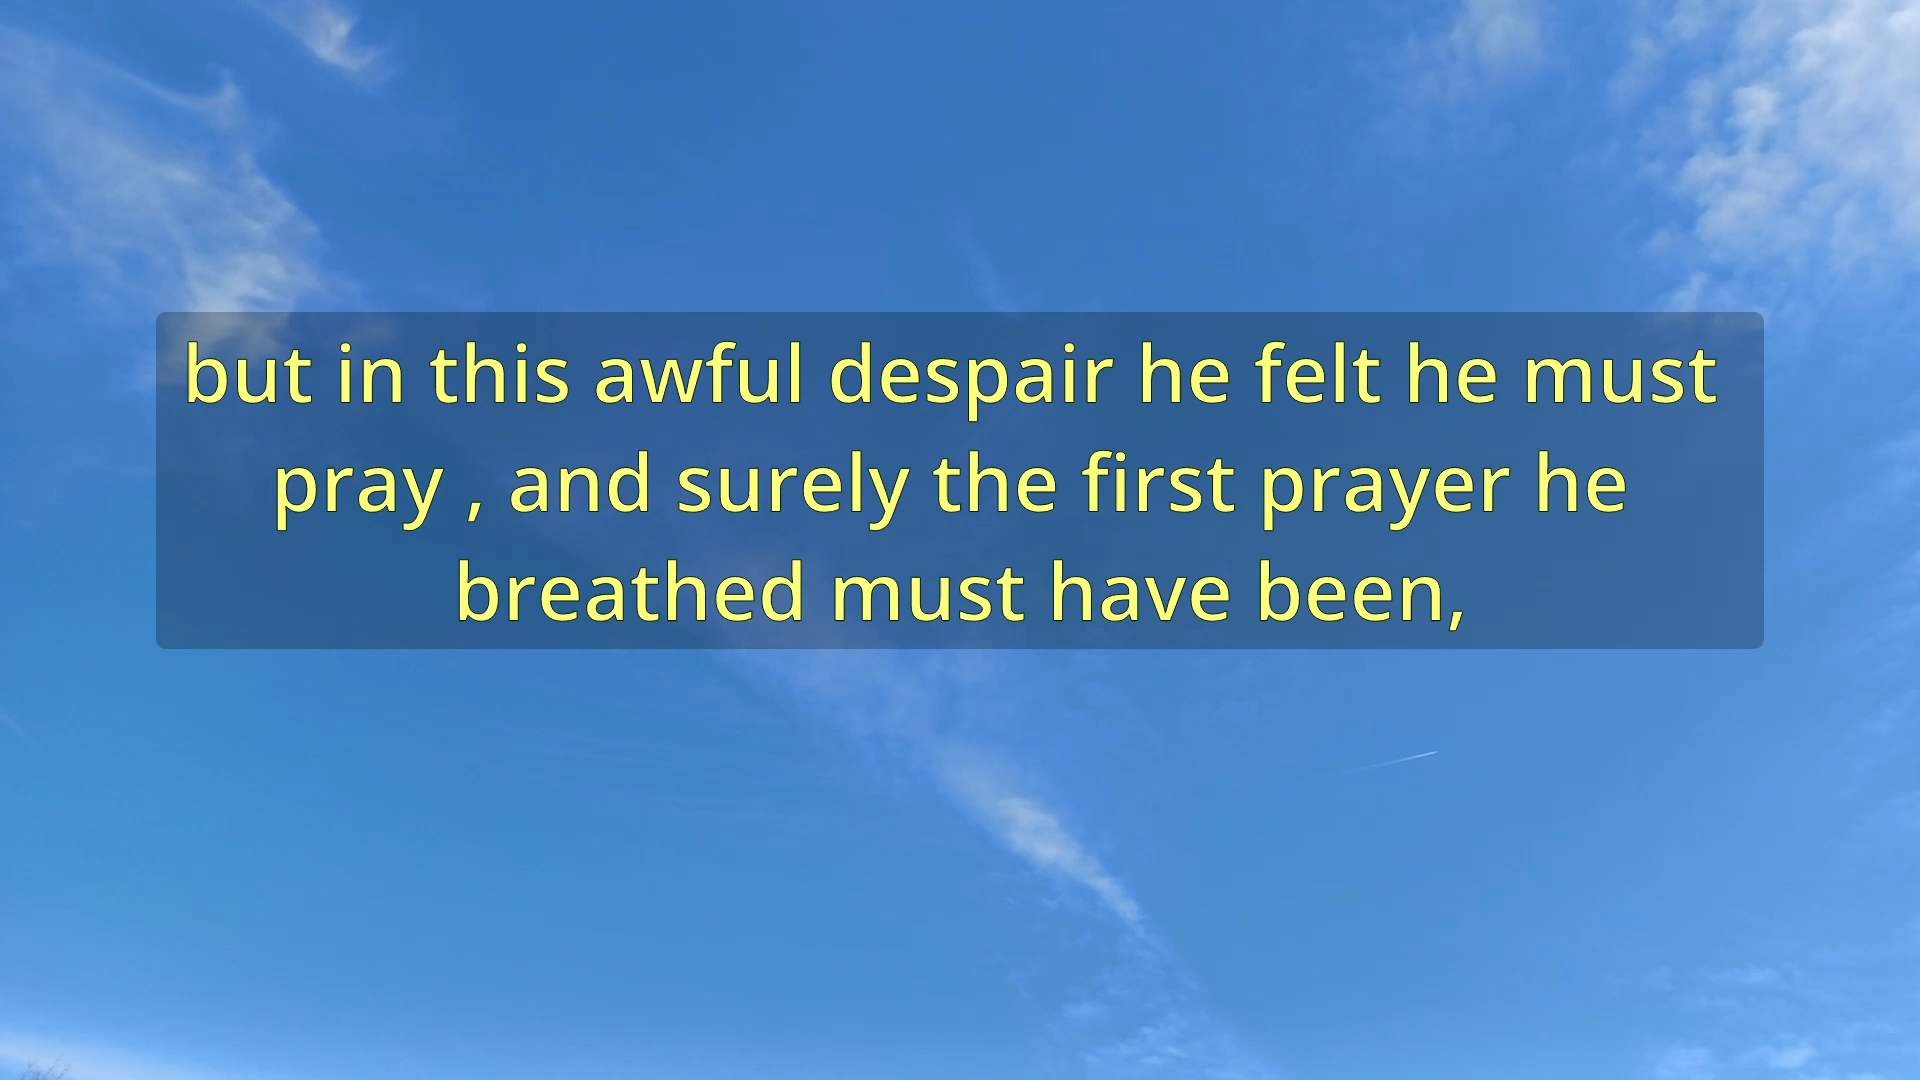 but in this awful despair he felt he must
pray , and surely the first prayer he
breathed must have been,